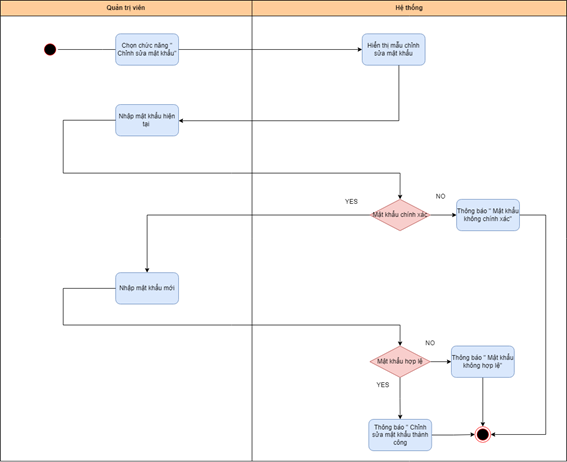 Quản trị viên
Hệ thống
Chọn chức năng "
Chỉnh sửa mật khẩu"
Hiển thị mẫu chỉnh
sửa mật khẩu
Nhập mật khẩu hiện
tại
YES
Mật khẩu chính xác
NO
Thông báo " Mật khẩu
không chính xác"
Nhập mật khẩu mới
Mật khẩu hợp lệ
NO
Thông báo " Mật khẩu
không hợp lệ"
YES
Thông báo " Chỉnh
sửa mật khẩu thành
công